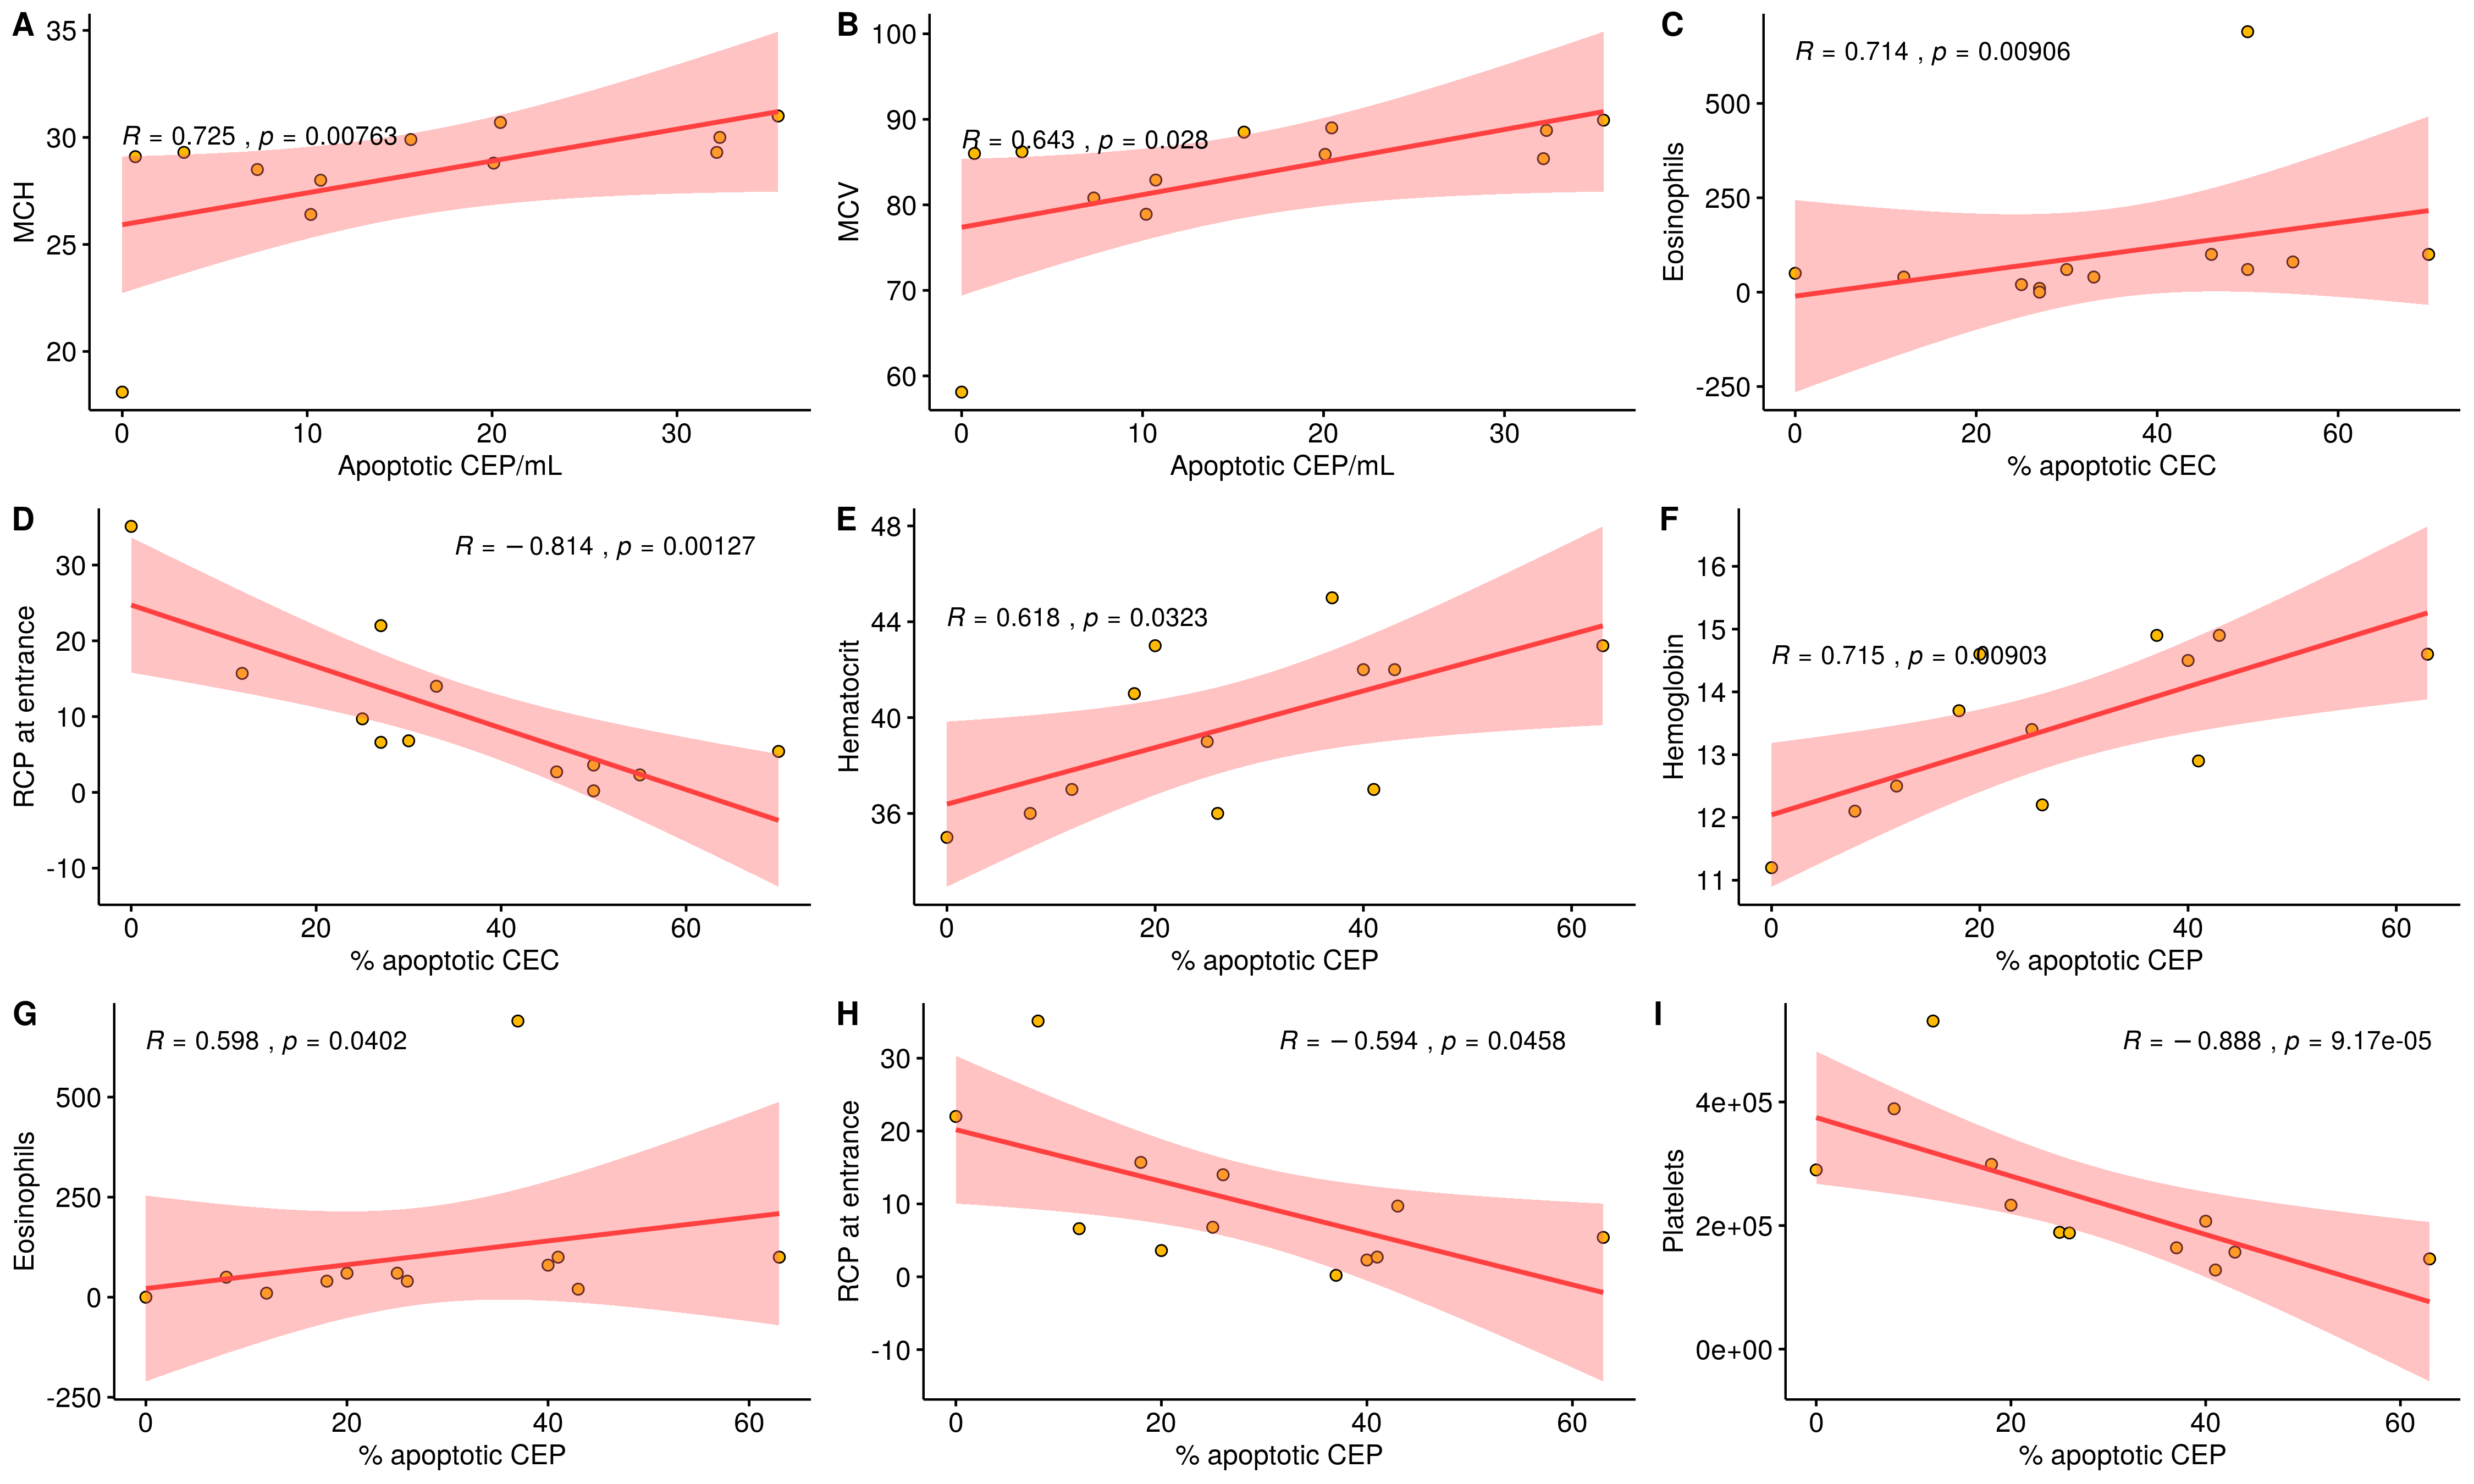 A
MCH
35
30
25
20
R = 0.725 , p = 0.00763
0 10 20 30
Apoptotic CEP/mL
B
MCV
100
90
80
70
60
R = 0.643 , p = 0.028
0 10 20 30
Apoptotic CEP/mL
C
Eosinophils
500
250
0
-250
R = 0.714 , p = 0.00906
0 20 40 60
% apoptotic CEC
D
RCP at entrance
30
20
10
0
-10
R = −0.814 , p = 0.00127
0 20 40 60
% apoptotic CEC
E
Hematocrit
48
44
40
36
R = 0.618 , p = 0.0323
0 20 40 60
% apoptotic CEP
F
Hemoglobin
16
15
14
13
12
11
R = 0.715 , p = 0.00903
0 20 40 60
% apoptotic CEP
G
Eosinophils
500
250
0
-250
R = 0.598 , p = 0.0402
0 20 40 60
% apoptotic CEP
H
RCP at entrance
30
20
10
0
-10
R = −0.594 , p = 0.0458
0 20 40 60
% apoptotic CEP
I
Platelets
4e+05
2e+05
0e+00
R = −0.888 , p = 9.17e-05
0 20 40 60
% apoptotic CEP